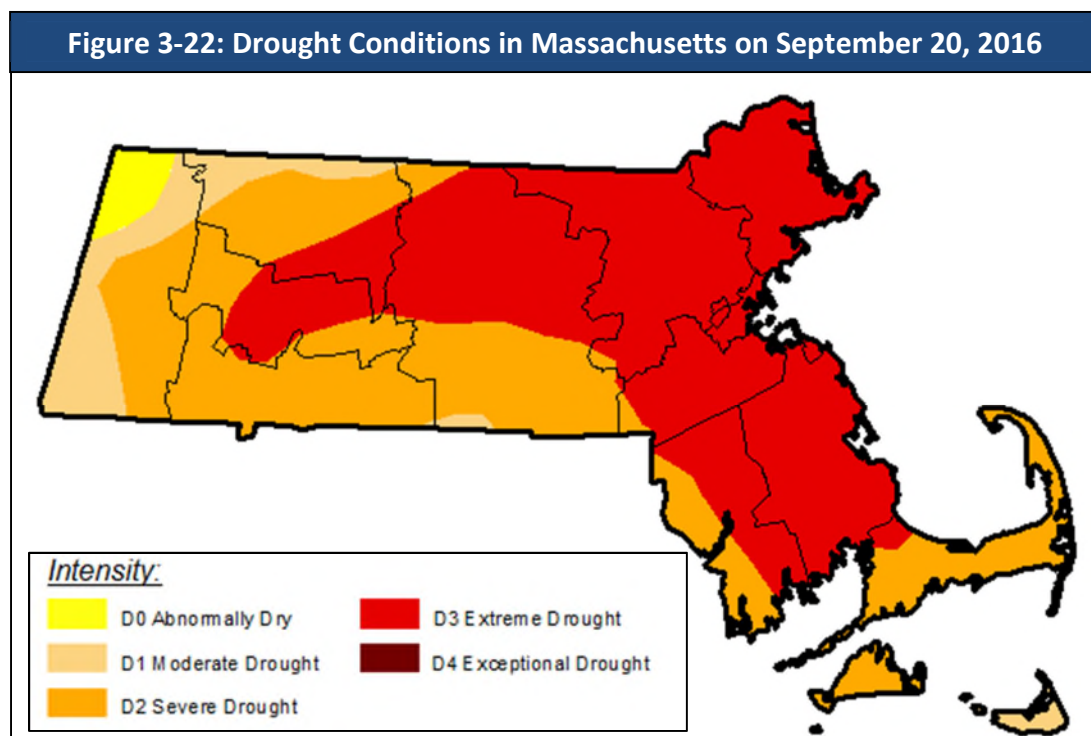 Figure 3-22: Drought Conditions in Massachusetts on September 20, 2016
Intensity:
D0 Abnormally Dry
D1 Moderate Drought
D2 Severe Drought
D3 Extreme Drought
D4 Exceptional Drought